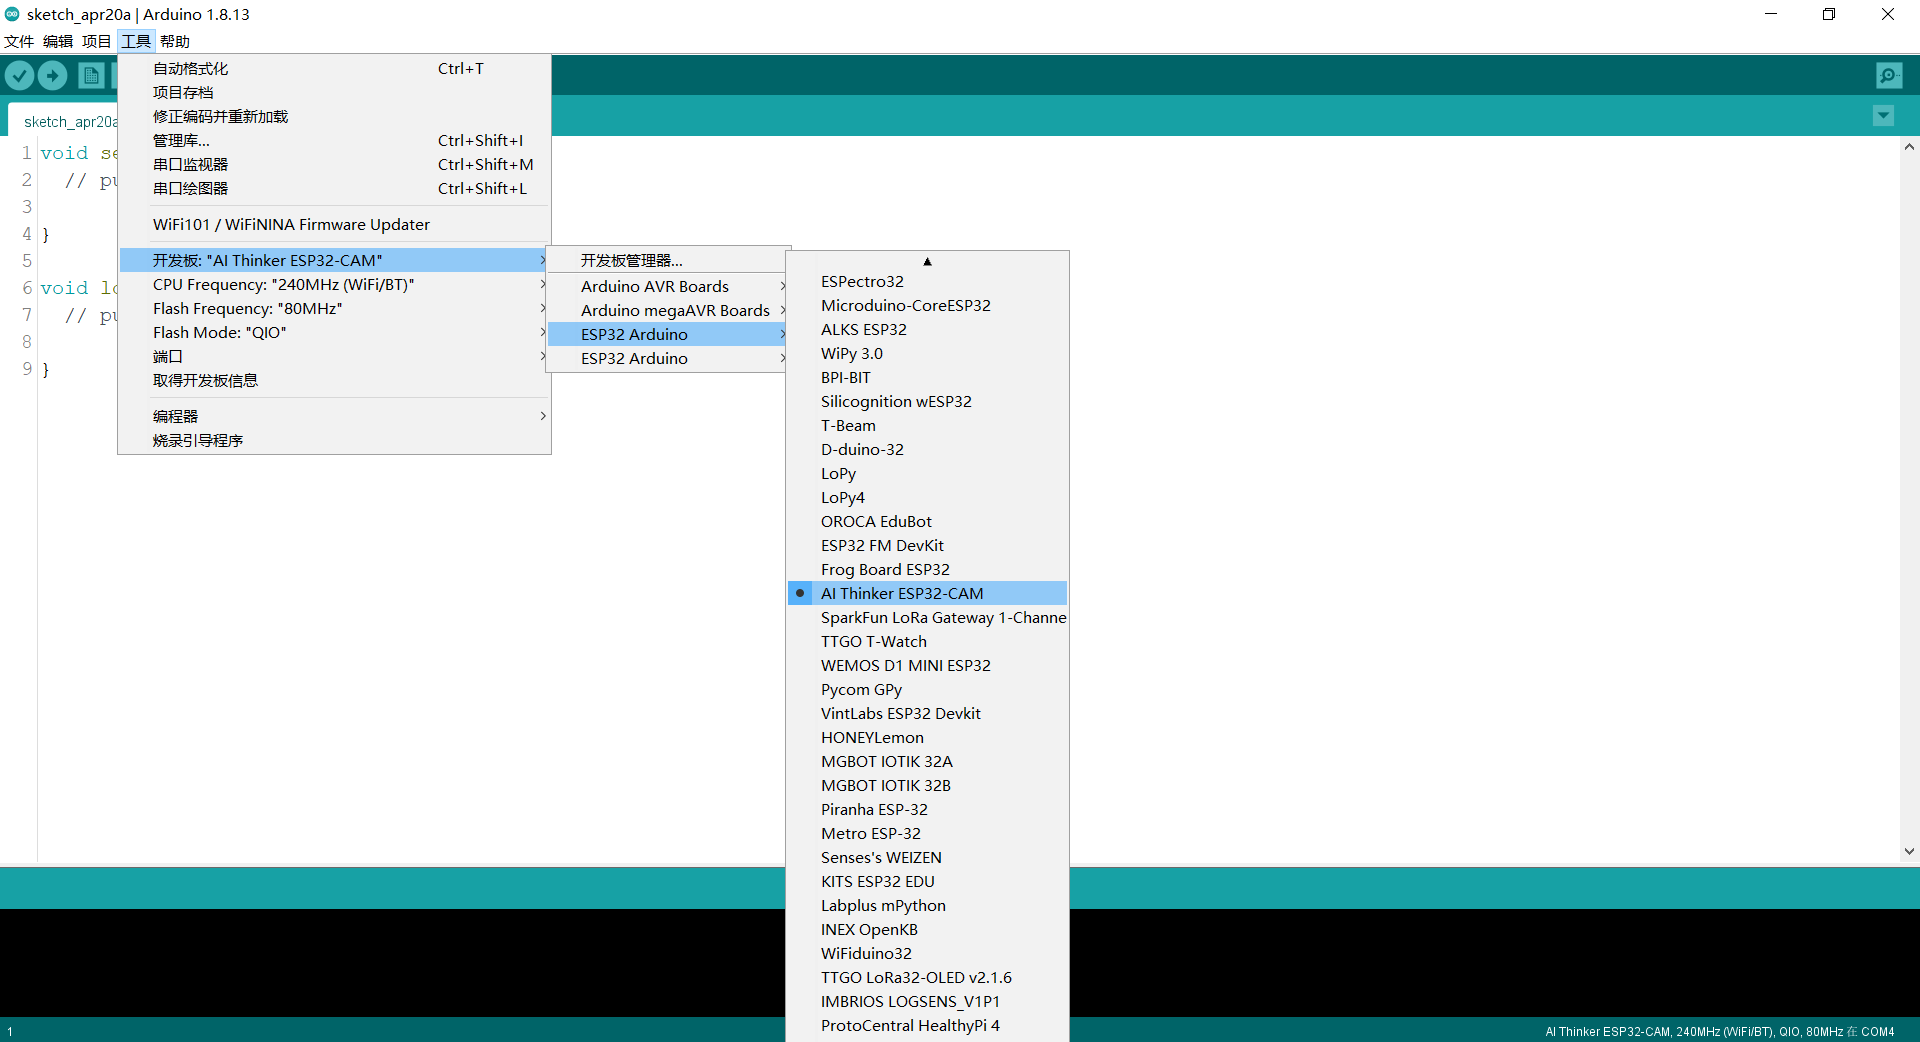 sketch_apr20a | Arduino 1.8.13
文件 编辑 项目 工具 帮助
sketch_apr20a
1 void se
2 // pu
3
4 }
5
6 void lo
7 // pu
8
9 }
自动格式化 Ctrl+T
项目存档
修正编码并重新加载
管理库... Ctrl+Shift+I
串口监视器 Ctrl+Shift+M
串口绘图器 Ctrl+Shift+L
WiFi101 / WiFiNINA Firmware Updater
开发板: "AI Thinker ESP32-CAM"
CPU Frequency: "240MHz (WiFi/BT)"
Flash Frequency: "80MHz"
Flash Mode: "QIO"
端口
取得开发板信息
编程器
烧录引导程序
开发板管理器...
Arduino AVR Boards
Arduino megaAVR Boards
ESP32 Arduino
ESP32 Arduino
ESPectro32
Microduino-CoreESP32
ALKS ESP32
WiPy 3.0
BPI-BIT
Silicognition wESP32
T-Beam
D-duino-32
LoPy
LoPy4
OROCA EduBot
ESP32 FM DevKit
Frog Board ESP32
AI Thinker ESP32-CAM
SparkFun LoRa Gateway 1-Channe
TTGO T-Watch
WEMOS D1 MINI ESP32
Pycom GPy
VintLabs ESP32 Devkit
HONEYLemon
MGBOT IOTIK 32A
MGBOT IOTIK 32B
Piranha ESP-32
Metro ESP-32
Senses's WEIZEN
KITS ESP32 EDU
Labplus mPython
INEX OpenKB
WiFiduino32
TTGO LoRa32-OLED v2.1.6
IMBRIOS LOGSENS_V1P1
ProtoCentral HealthyPi 4
1
AI Thinker ESP32-CAM, 240MHz (WiFi/BT), QIO, 80MHz 在 COM4